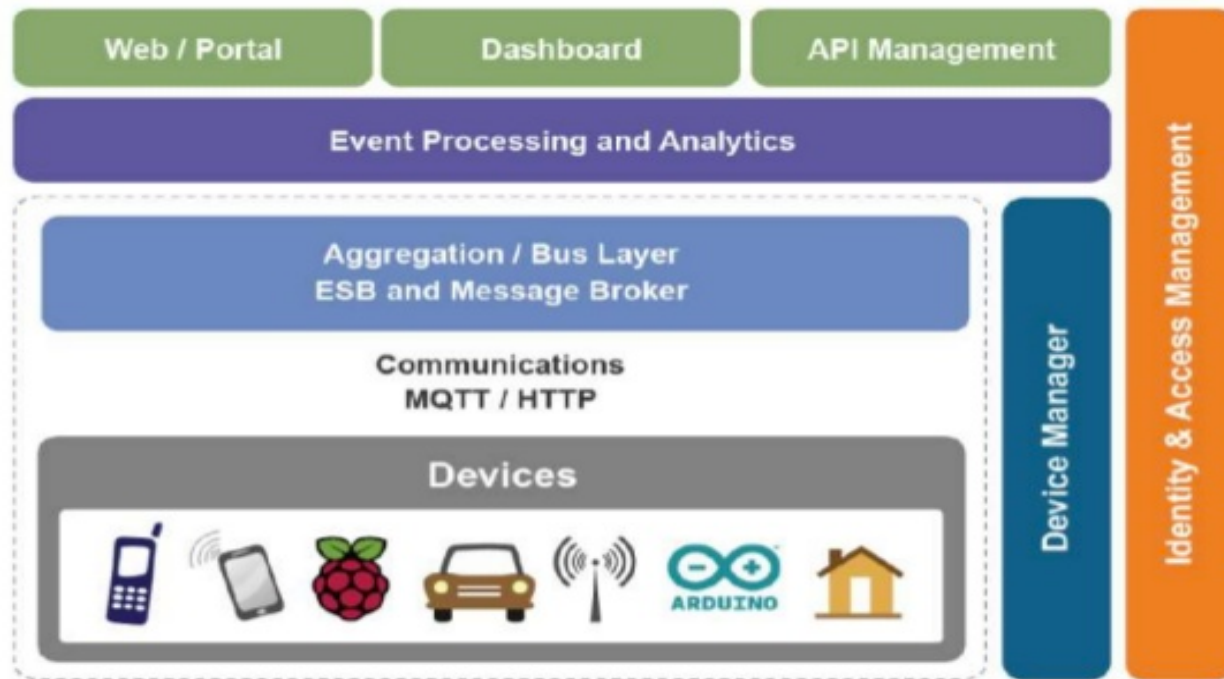 Web / Portal
Dashboard
API Management
Event Processing and Analytics
Aggregation / Bus Layer
ESB and Message Broker
Communications
MQTT / HTTP
Devices
ARDUINO
Device Manager
Identity & Access Management